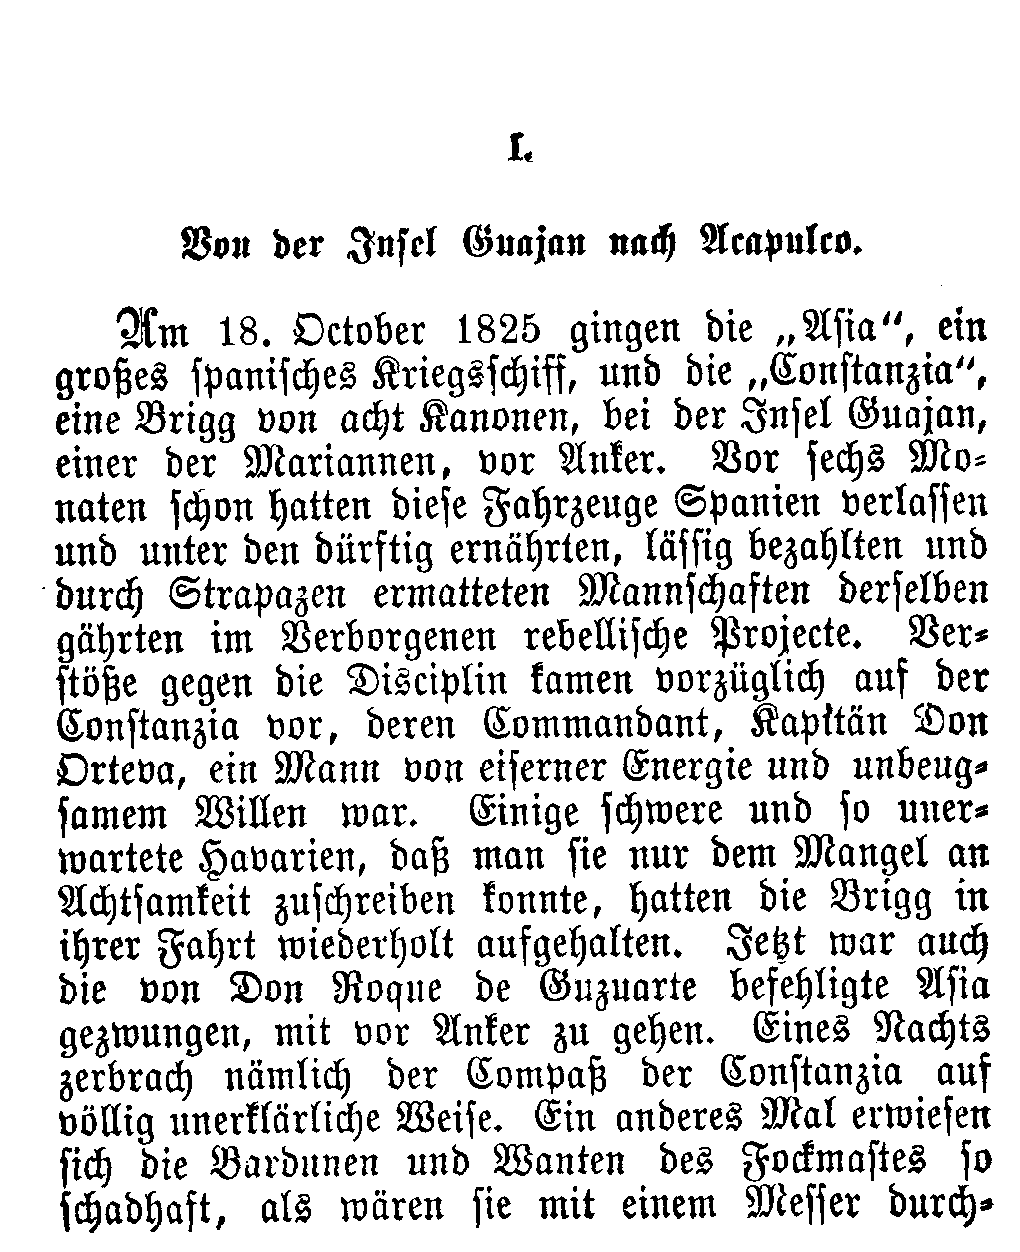 I.
Von der Insel Guajan nach Acapulco.
Am 18. October 1825 gingen die „Asia“, ein
großes spanisches Kriegsschiff, und die „Constanzia“,
eine Brigg von acht Kanonen, bei der Insel Guajan,
einer der Mariannen, vor Anker. Vor sechs Mo-
naten schon hatten diese Fahrzeuge Spanien verlassen
und unter den dürftig ernährten, lässig bezahlten und
durch Strapazen ermatteten Mannschaften derselben
gährten im Verborgenen rebellische Projecte. Ver-
stöße gegen die Disciplin kamen vorzüglich auf der
Constanzia vor, deren Commandant, Kapitän Don
Orteva, ein Mann von eiserner Energie und unbeug-
samem Willen war. Einige schwere und so uner-
wartete Havarien, daß man sie nur dem Mangel an
Achtsamkeit zuschreiben konnte, hatten die Brigg in
ihrer Fahrt wiederholt aufgehalten. Jetzt war auch
die von Don Roque de Guzuarte befehligte Asia
gezwungen, mit vor Anker zu gehen. Eines Nachts
zerbrach nämlich der Compaß der Constanzia auf
völlig unerklärliche Weise. Ein anderes Mal erwiesen
sich die Bardunen und Wanten des Fockmastes so
schadhaft, als wären sie mit einem Messer durch-